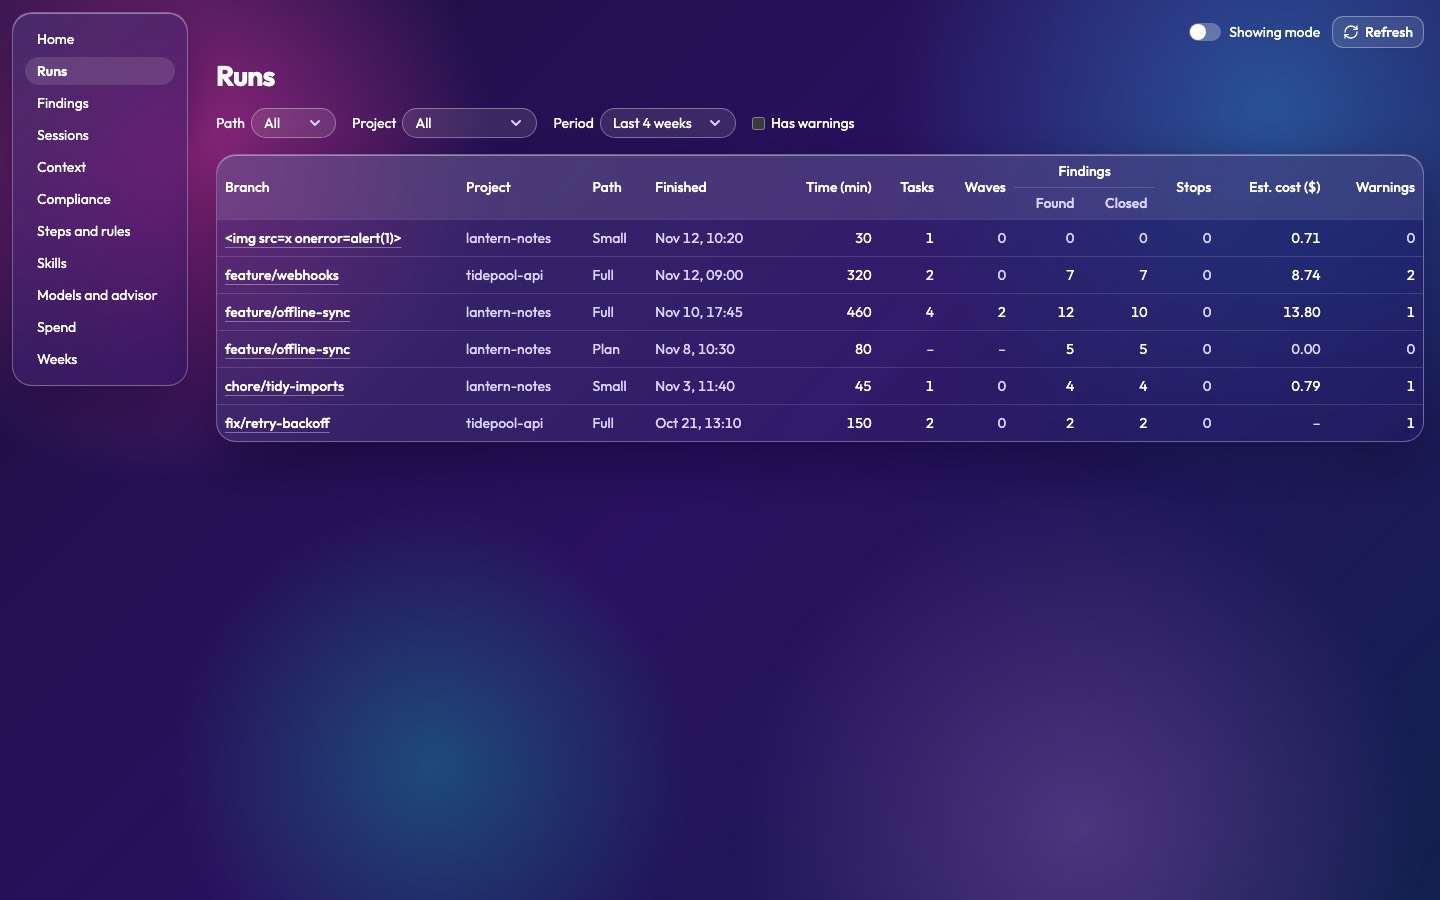 Home
Runs
Findings
Sessions
Context
Compliance
Steps and rules
Skills
Models and advisor
Spend
Weeks
Showing mode Refresh
Runs
Path All Project All Period Last 4 weeks Has warnings
Branch Project Path Finished Time (min) Tasks Waves Findings Stops Est. cost ($) Warnings
Found Closed
<img src=x onerror=alert(1)> lantern-notes Small Nov 12, 10:20 30 1 0 0 0 0 0.71 0
feature/webhooks tidepool-api Full Nov 12, 09:00 320 2 0 7 7 0 8.74 2
feature/offline-sync lantern-notes Full Nov 10, 17:45 460 4 2 12 10 0 13.80 1
feature/offline-sync lantern-notes Plan Nov 8, 10:30 80 – – 5 5 0 0.00 0
chore/tidy-imports lantern-notes Small Nov 3, 11:40 45 1 0 4 4 0 0.79 1
fix/retry-backoff tidepool-api Full Oct 21, 13:10 150 2 0 2 2 0 – 1